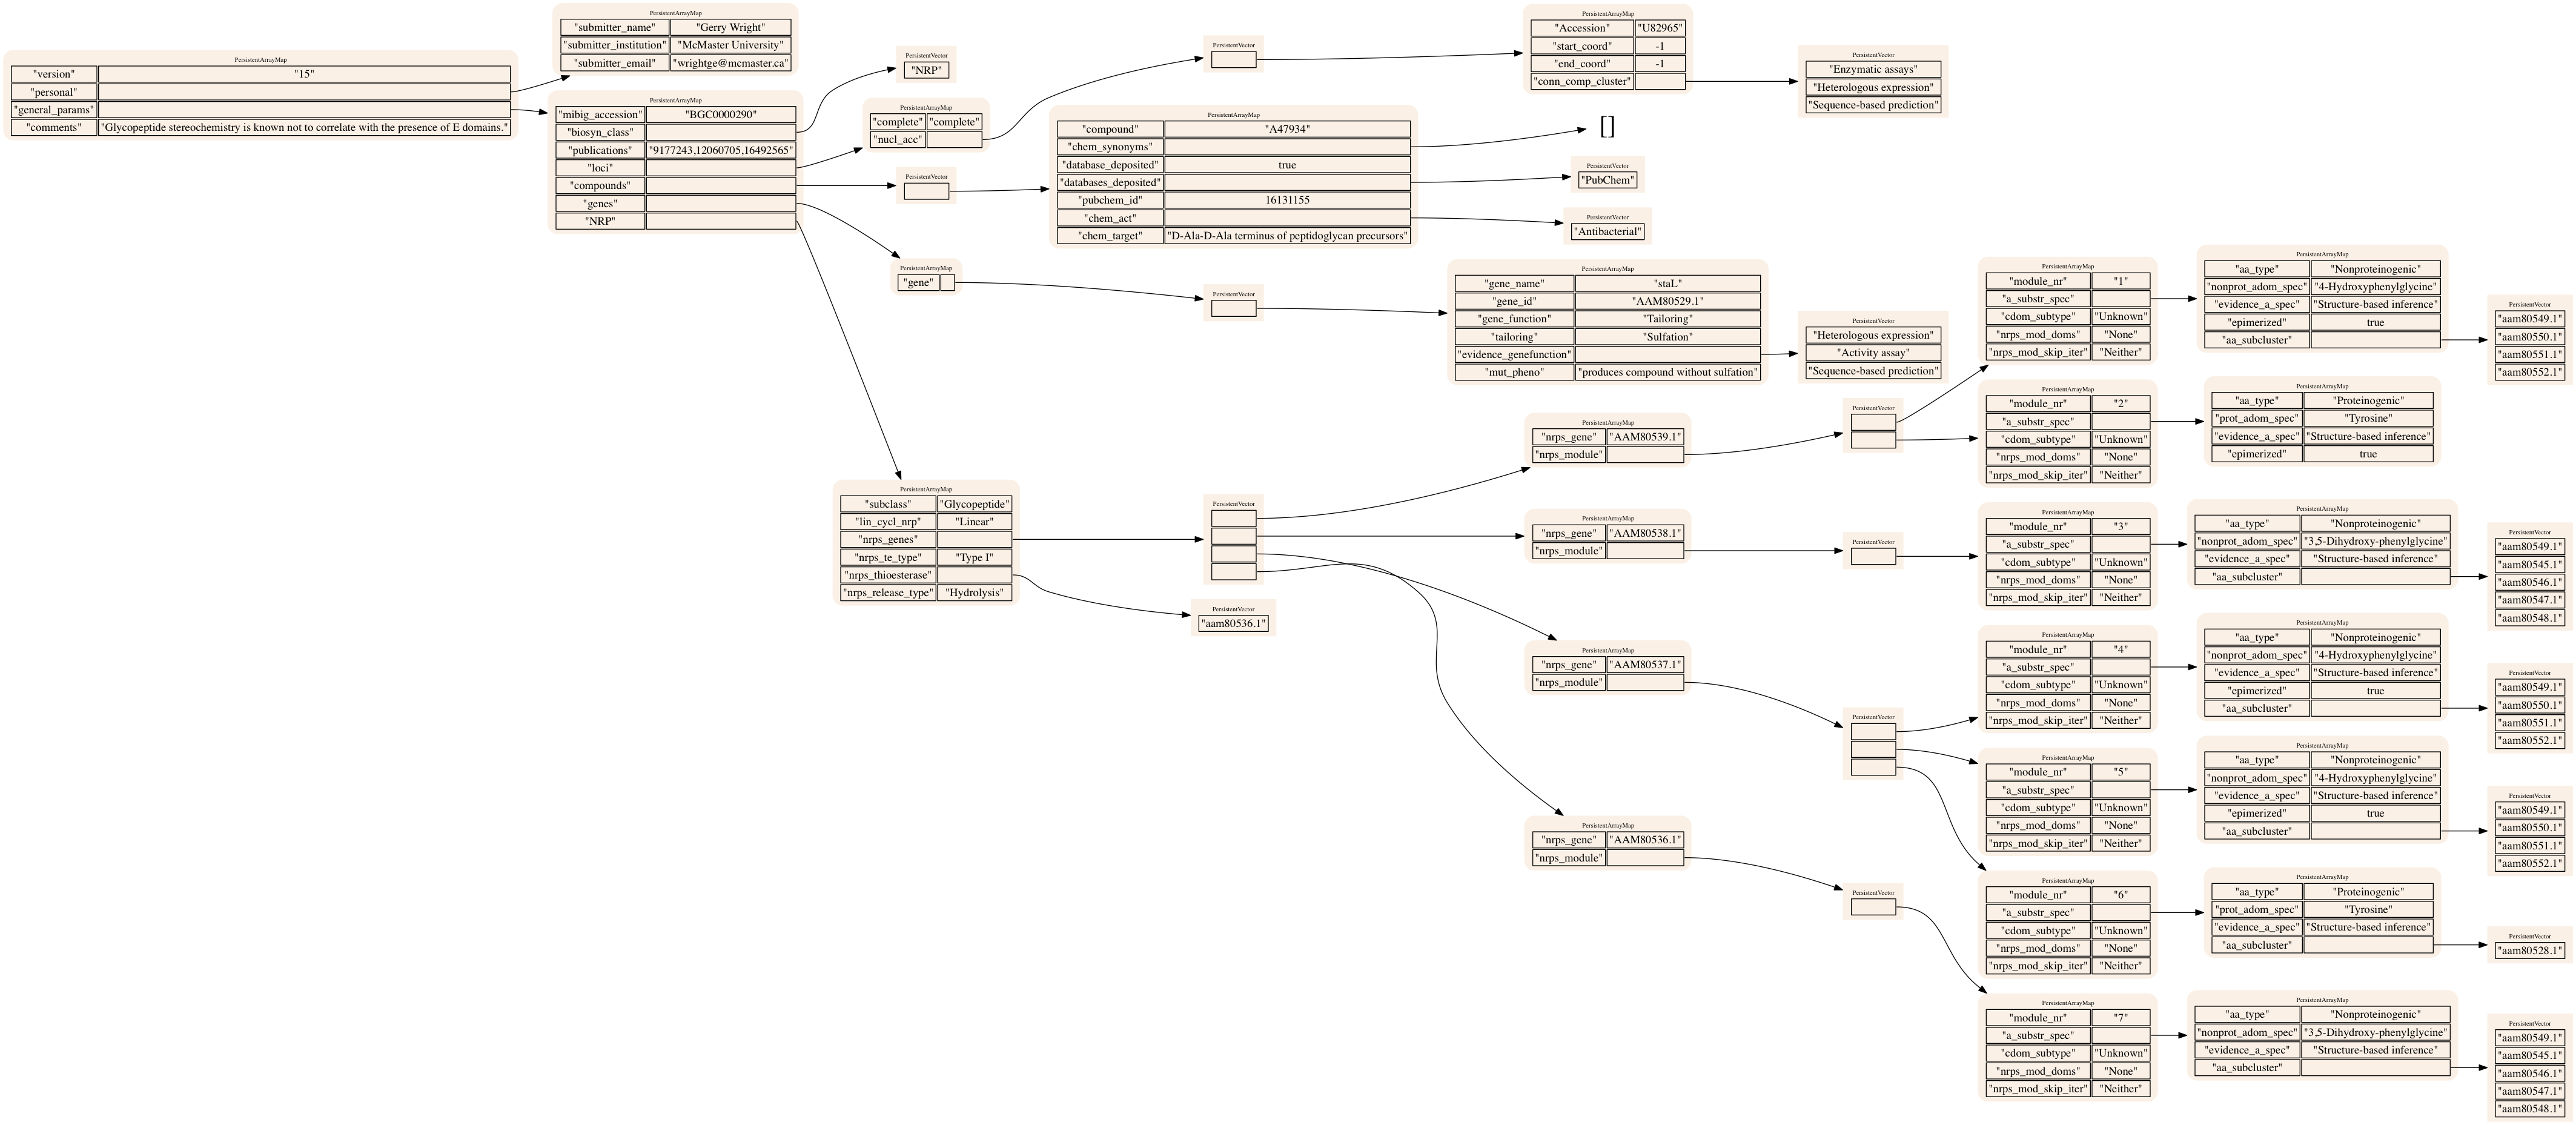 PersistentArrayMap
"version" "15"
"personal"
"general_params"
"comments" "Glycopeptide stereochemistry is known not to correlate with the presence of E domains."
PersistentArrayMap
"submitter_name" "Gerry Wright"
"submitter_institution" "McMaster University"
"submitter_email" "wrightge@mcmaster.ca"
PersistentArrayMap
"mibig_accession" "BGC0000290"
"biosyn_class"
"publications" "9177243,12060705,16492565"
"loci"
"compounds"
"genes"
"NRP"
PersistentVector
"NRP"
PersistentArrayMap
"complete" "complete"
"nucl_acc"
PersistentVector
PersistentArrayMap
"gene"
PersistentArrayMap
"subclass" "Glycopeptide"
"lin_cycl_nrp" "Linear"
"nrps_genes"
"nrps_te_type" "Type I"
"nrps_thioesterase"
"nrps_release_type" "Hydrolysis"
PersistentVector
PersistentArrayMap
"compound" "A47934"
"chem_synonyms"
"database_deposited" true
"databases_deposited"
"pubchem_id" 16131155
"chem_act"
"chem_target" "D-Ala-D-Ala terminus of peptidoglycan precursors"
PersistentVector
PersistentVector
PersistentVector
"aam80536.1"
PersistentArrayMap
"Accession" "U82965"
"start_coord" -1
"end_coord" -1
"conn_comp_cluster"
[]
PersistentVector
"PubChem"
PersistentVector
"Antibacterial"
PersistentArrayMap
"gene_name" "staL"
"gene_id" "AAM80529.1"
"gene_function" "Tailoring"
"tailoring" "Sulfation"
"evidence_genefunction"
"mut_pheno" "produces compound without sulfation"
PersistentArrayMap
"nrps_gene" "AAM80539.1"
"nrps_module"
PersistentArrayMap
"nrps_gene" "AAM80538.1"
"nrps_module"
PersistentArrayMap
"nrps_gene" "AAM80537.1"
"nrps_module"
PersistentArrayMap
"nrps_gene" "AAM80536.1"
"nrps_module"
PersistentVector
"Enzymatic assays"
"Heterologous expression"
"Sequence-based prediction"
PersistentVector
"Heterologous expression"
"Activity assay"
"Sequence-based prediction"
PersistentVector
PersistentVector
PersistentVector
PersistentVector
PersistentArrayMap
"module_nr" "1"
"a_substr_spec"
"cdom_subtype" "Unknown"
"nrps_mod_doms" "None"
"nrps_mod_skip_iter" "Neither"
PersistentArrayMap
"module_nr" "2"
"a_substr_spec"
"cdom_subtype" "Unknown"
"nrps_mod_doms" "None"
"nrps_mod_skip_iter" "Neither"
PersistentArrayMap
"module_nr" "3"
"a_substr_spec"
"cdom_subtype" "Unknown"
"nrps_mod_doms" "None"
"nrps_mod_skip_iter" "Neither"
PersistentArrayMap
"module_nr" "4"
"a_substr_spec"
"cdom_subtype" "Unknown"
"nrps_mod_doms" "None"
"nrps_mod_skip_iter" "Neither"
PersistentArrayMap
"module_nr" "5"
"a_substr_spec"
"cdom_subtype" "Unknown"
"nrps_mod_doms" "None"
"nrps_mod_skip_iter" "Neither"
PersistentArrayMap
"module_nr" "6"
"a_substr_spec"
"cdom_subtype" "Unknown"
"nrps_mod_doms" "None"
"nrps_mod_skip_iter" "Neither"
PersistentArrayMap
"module_nr" "7"
"a_substr_spec"
"cdom_subtype" "Unknown"
"nrps_mod_doms" "None"
"nrps_mod_skip_iter" "Neither"
PersistentArrayMap
"aa_type" "Nonproteinogenic"
"nonprot_adom_spec" "4-Hydroxyphenylglycine"
"evidence_a_spec" "Structure-based inference"
"epimerized" true
"aa_subcluster"
PersistentArrayMap
"aa_type" "Proteinogenic"
"prot_adom_spec" "Tyrosine"
"evidence_a_spec" "Structure-based inference"
"epimerized" true
PersistentArrayMap
"aa_type" "Nonproteinogenic"
"nonprot_adom_spec" "3,5-Dihydroxy-phenylglycine"
"evidence_a_spec" "Structure-based inference"
"aa_subcluster"
PersistentArrayMap
"aa_type" "Nonproteinogenic"
"nonprot_adom_spec" "4-Hydroxyphenylglycine"
"evidence_a_spec" "Structure-based inference"
"epimerized" true
"aa_subcluster"
PersistentArrayMap
"aa_type" "Nonproteinogenic"
"nonprot_adom_spec" "4-Hydroxyphenylglycine"
"evidence_a_spec" "Structure-based inference"
"epimerized" true
"aa_subcluster"
PersistentArrayMap
"aa_type" "Proteinogenic"
"prot_adom_spec" "Tyrosine"
"evidence_a_spec" "Structure-based inference"
"aa_subcluster"
PersistentArrayMap
"aa_type" "Nonproteinogenic"
"nonprot_adom_spec" "3,5-Dihydroxy-phenylglycine"
"evidence_a_spec" "Structure-based inference"
"aa_subcluster"
PersistentVector
"aam80549.1"
"aam80550.1"
"aam80551.1"
"aam80552.1"
PersistentVector
"aam80549.1"
"aam80545.1"
"aam80546.1"
"aam80547.1"
"aam80548.1"
PersistentVector
"aam80549.1"
"aam80550.1"
"aam80551.1"
"aam80552.1"
PersistentVector
"aam80549.1"
"aam80550.1"
"aam80551.1"
"aam80552.1"
PersistentVector
"aam80528.1"
PersistentVector
"aam80549.1"
"aam80545.1"
"aam80546.1"
"aam80547.1"
"aam80548.1"